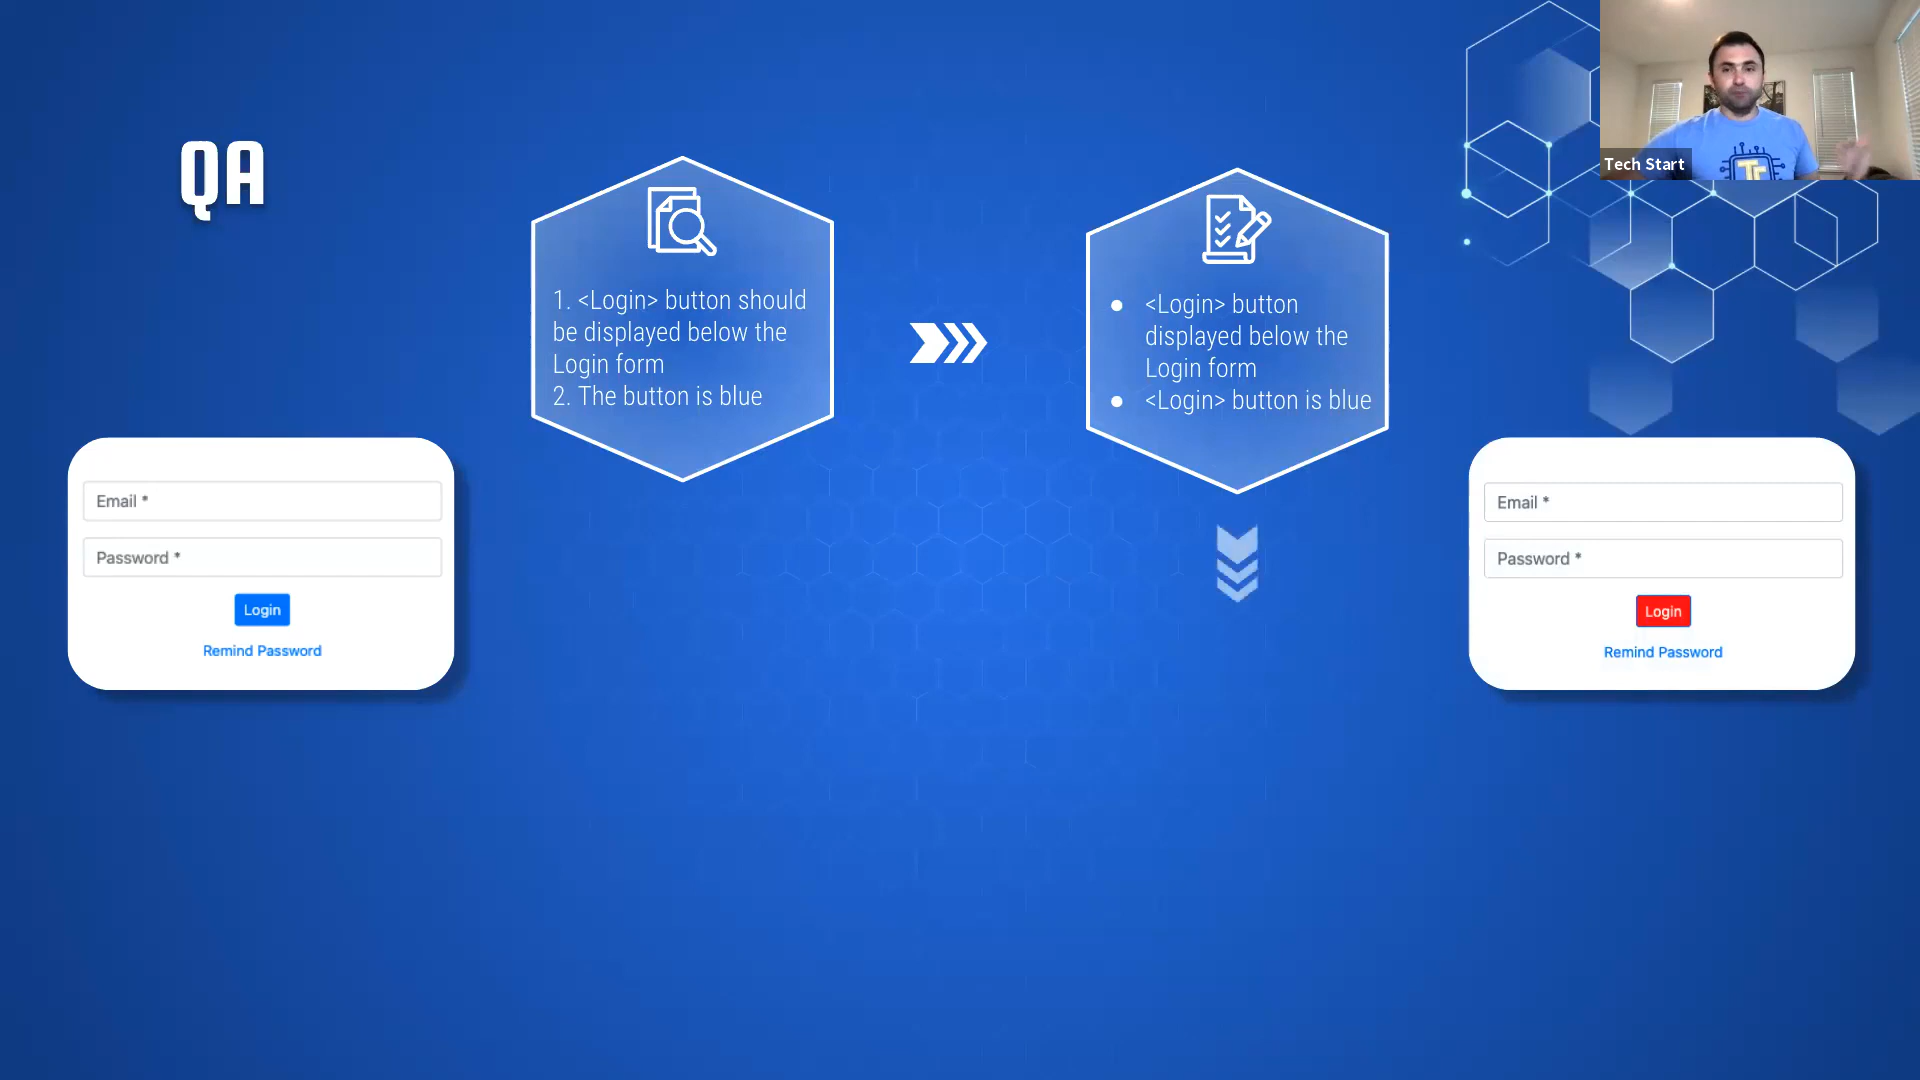 Tech Start
QA
1. <Login> button should
be displayed below the
Login form
2. The button is blue
● <Login> button
displayed below the
Login form
● <Login> button is blue
Email *
Password *
Login
Remind Password
Email *
Password *
Login
Remind Password